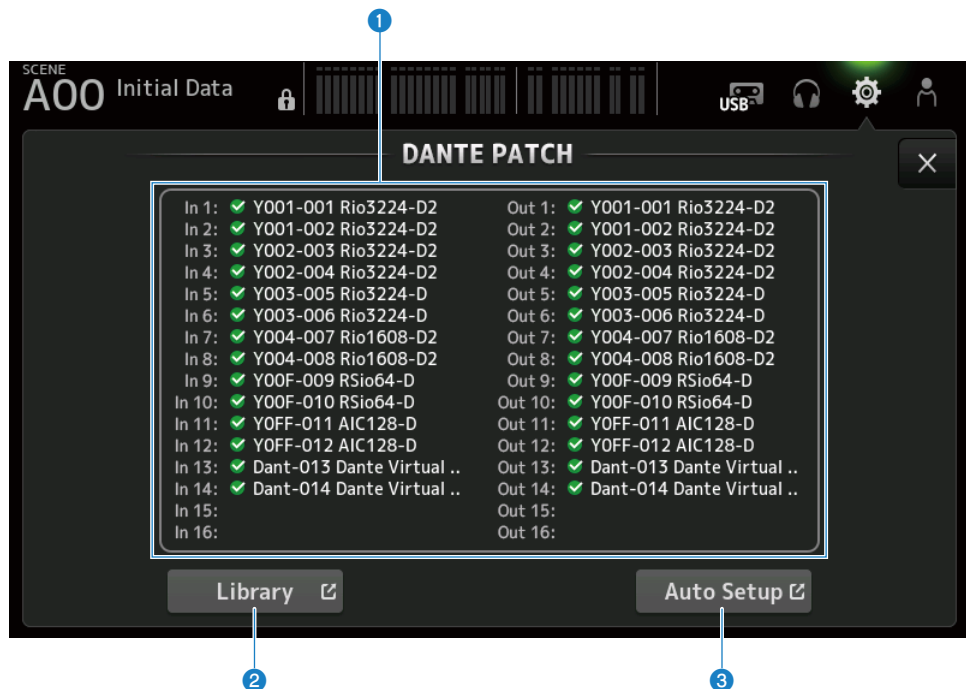 1
SCENE
A00 Initial Data
USB
DANTE PATCH
In 1: Y001-001 Rio3224-D2 Out 1: Y001-001 Rio3224-D2
In 2: Y001-002 Rio3224-D2 Out 2: Y001-002 Rio3224-D2
In 3: Y002-003 Rio3224-D2 Out 3: Y002-003 Rio3224-D2
In 4: Y002-004 Rio3224-D2 Out 4: Y002-004 Rio3224-D2
In 5: Y003-005 Rio3224-D Out 5: Y003-005 Rio3224-D
In 6: Y003-006 Rio3224-D Out 6: Y003-006 Rio3224-D
In 7: Y004-007 Rio1608-D2 Out 7: Y004-007 Rio1608-D2
In 8: Y004-008 Rio1608-D2 Out 8: Y004-008 Rio1608-D2
In 9: Y00F-009 RSio64-D Out 9: Y00F-009 RSio64-D
In 10: Y00F-010 RSio64-D Out 10: Y00F-010 RSio64-D
In 11: Y0FF-011 AIC128-D Out 11: Y0FF-011 AIC128-D
In 12: Y0FF-012 AIC128-D Out 12: Y0FF-012 AIC128-D
In 13: Dant-013 Dante Virtual .. Out 13: Dant-013 Dante Virtual ..
In 14: Dant-014 Dante Virtual .. Out 14: Dant-014 Dante Virtual ..
In 15: Out 15:
In 16: Out 16:
Library Auto Setup
2 3